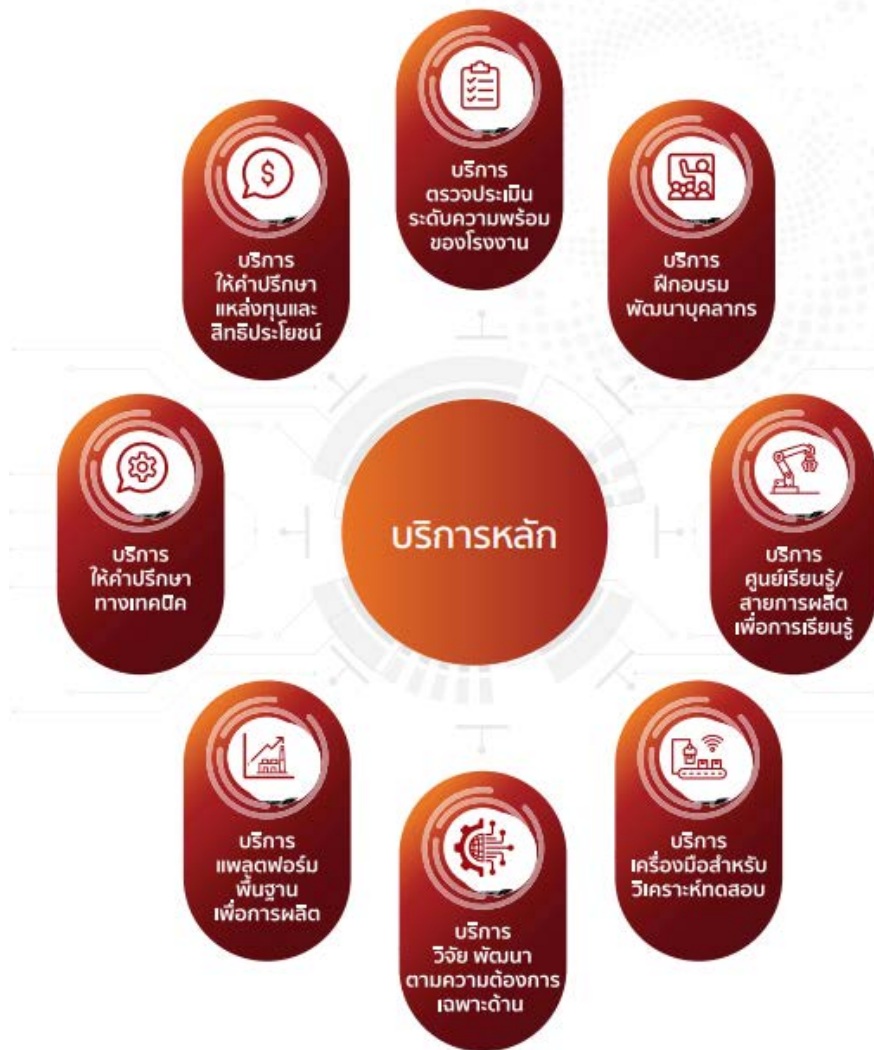 บริการ
ตรวจประเมิน
ระดับความพร้อม
ของโรงงาน
บริการ
ฝึกอบรม
พัฒนาบุคลากร
บริการ
ศูนย์เรียนรู้/
สายการผลิต
เพื่อการเรียนรู้
บริการ
เครื่องมือสำหรับ
วิเคราะห์ทดสอบ
บริการ
วิจัย พัฒนา
ตามความต้องการ
เฉพาะด้าน
บริการ
แพลตฟอร์ม
พื้นฐาน
เพื่อการผลิต
บริการ
ให้คำปรึกษา
ทางเทคนิค
บริการ
ให้คำปรึกษา
แหล่งทุนและ
สิทธิประโยชน์
บริการหลัก